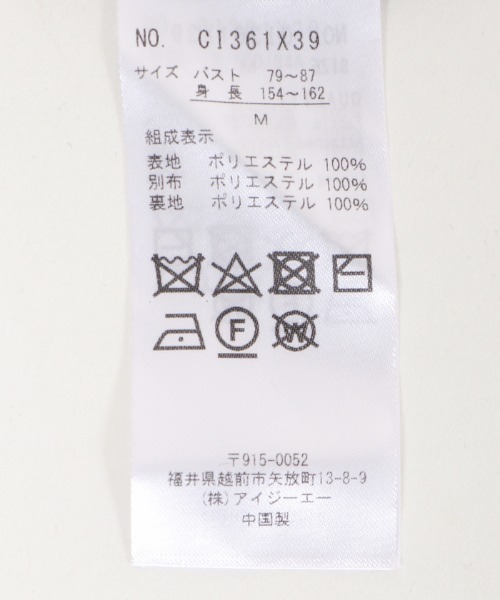 NO. CI361X39
サイズ バスト 79～87
身 長 154～162
M
組成表示
表地 ポリエステル 100%
別布 ポリエステル 100%
裏地 ポリエステル 100%
F
W
〒915-0052
福井県越前市矢放町13-8-9
(株)アイジーエー
中国製